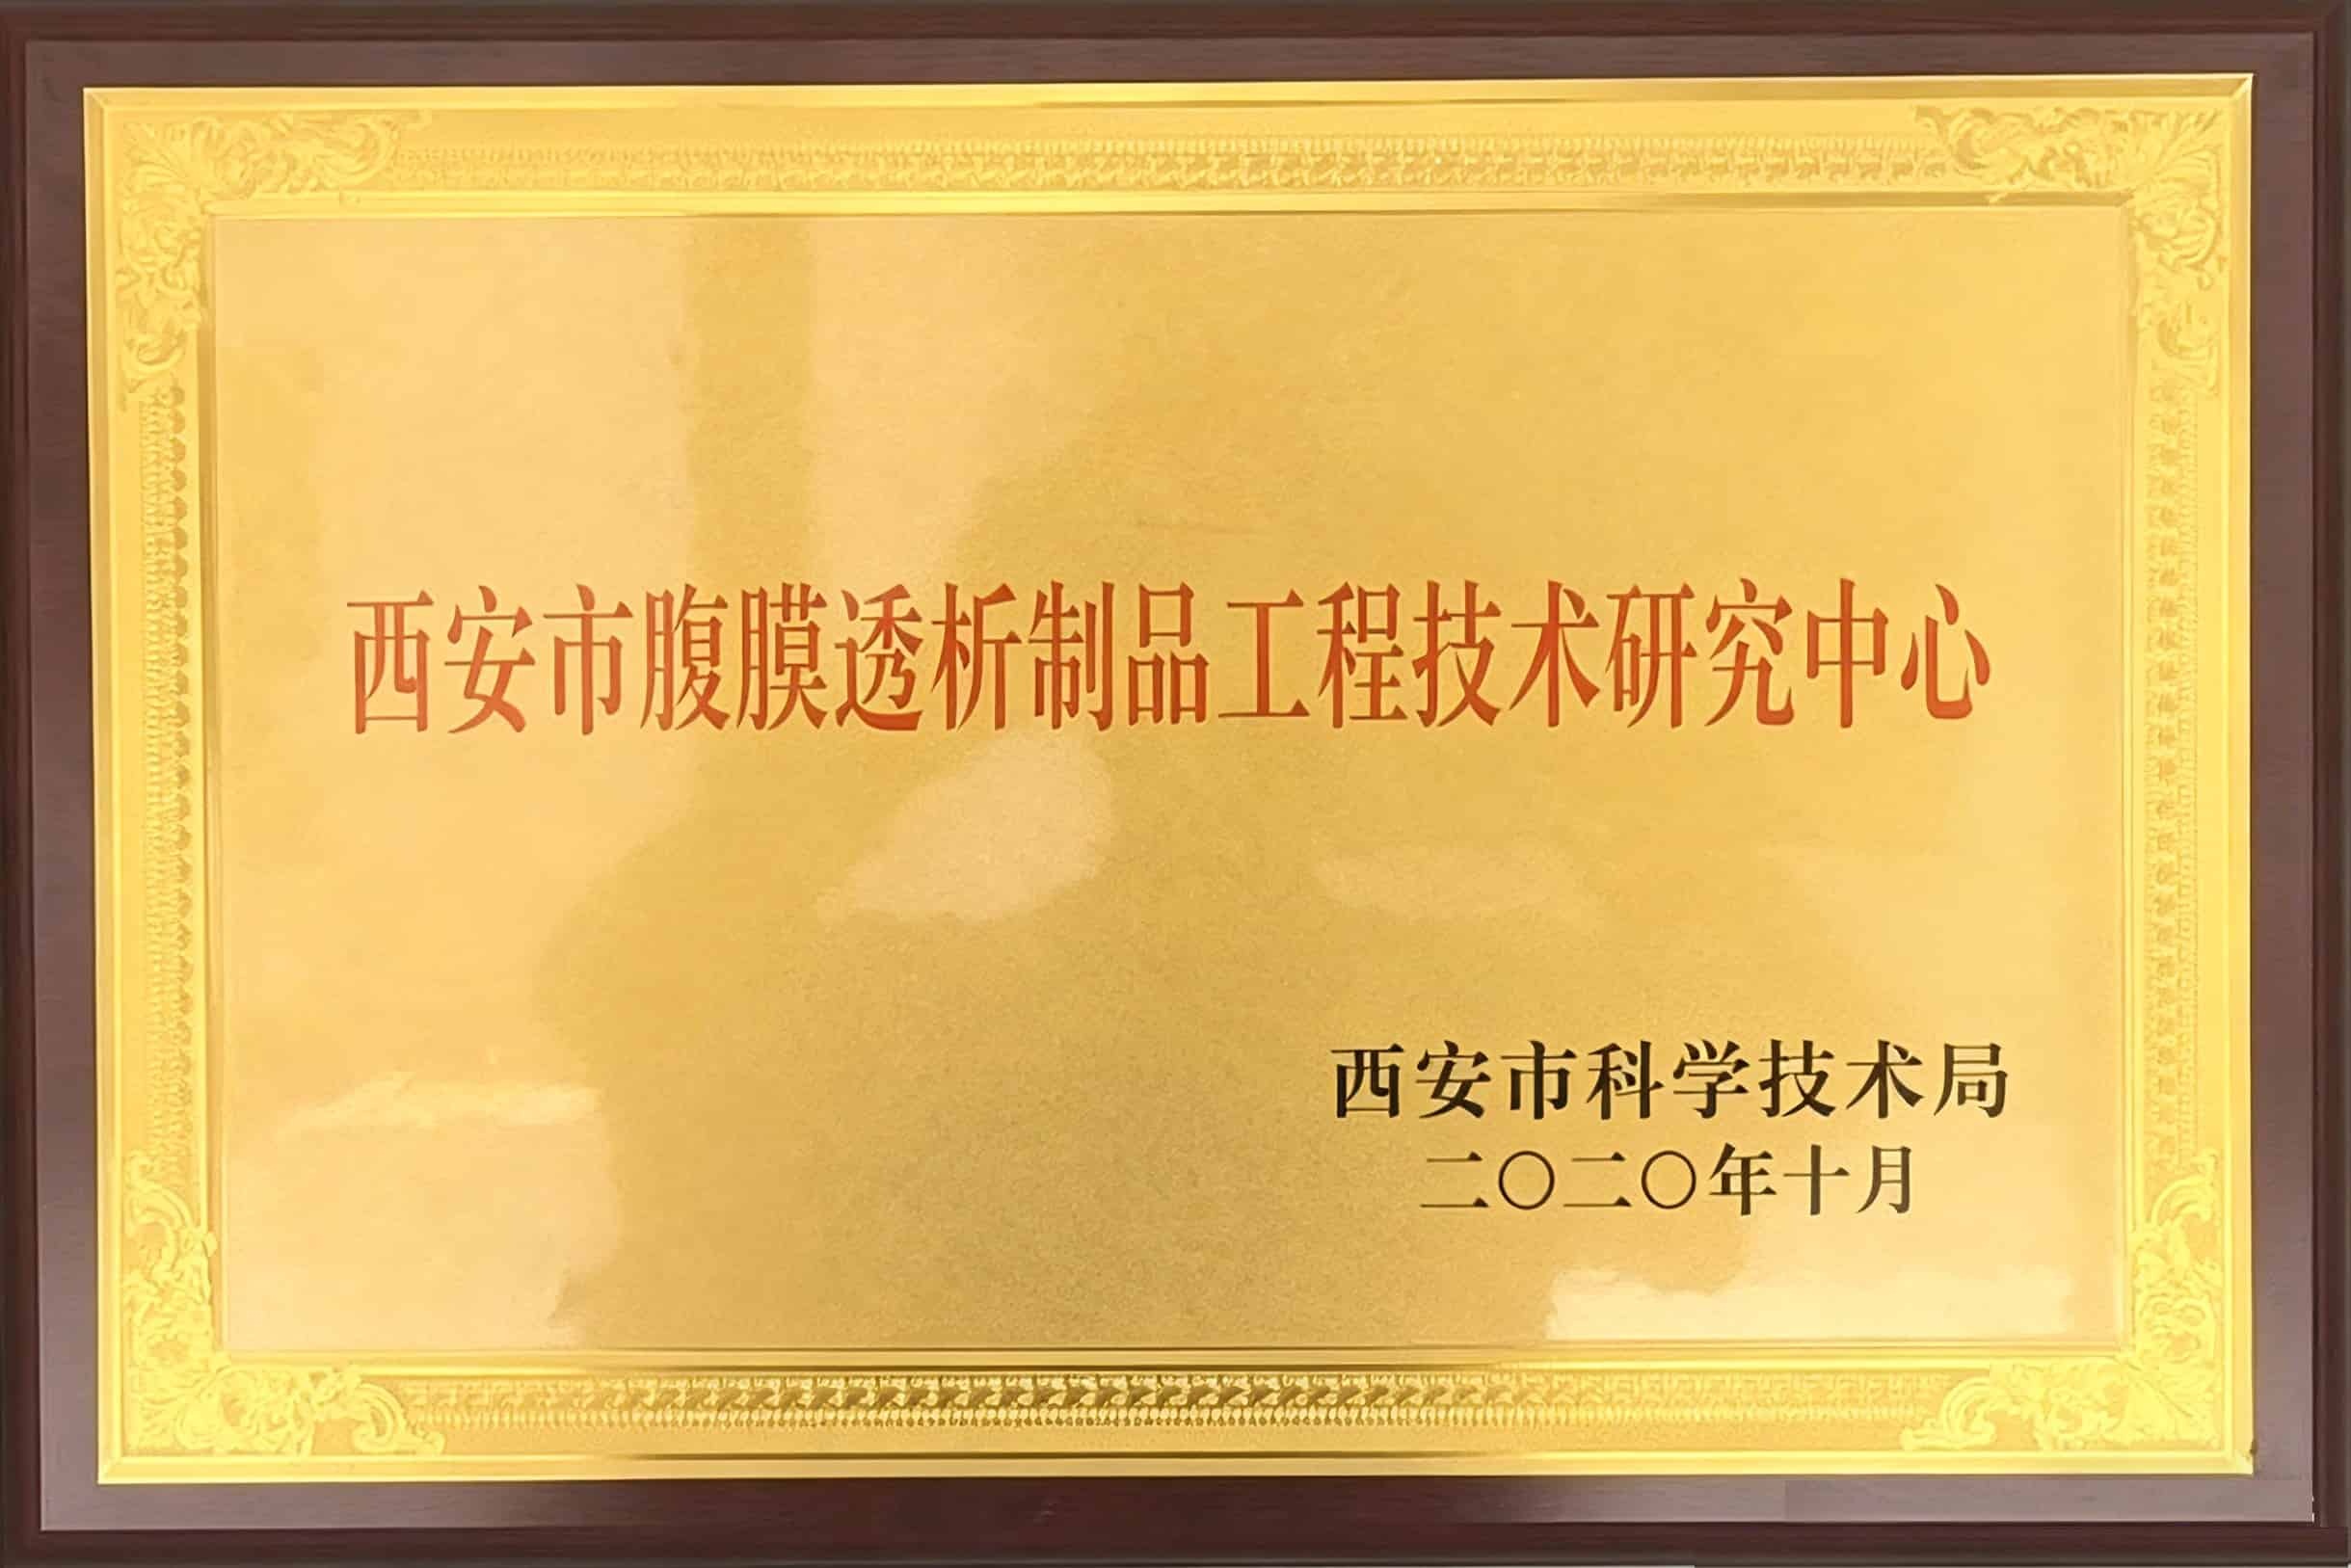 西安市腹膜透析制品工程技术研究中心
西安市科学技术局
二〇二〇年十月